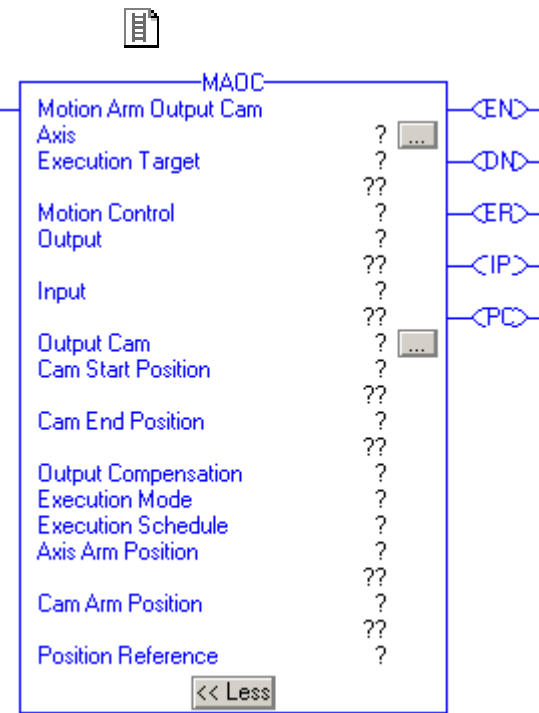 MAOC
Motion Arm Output Cam <EN>
Axis ? ...
Execution Target ? <DN>
??
Motion Control ? <ER>
Output ?
?? <IP>
Input ?
?? <PC>
Output Cam ? ...
Cam Start Position ?
??
Cam End Position ?
??
Output Compensation ?
Execution Mode ?
Execution Schedule ?
Axis Arm Position ?
??
Cam Arm Position ?
??
Position Reference ?
<< Less